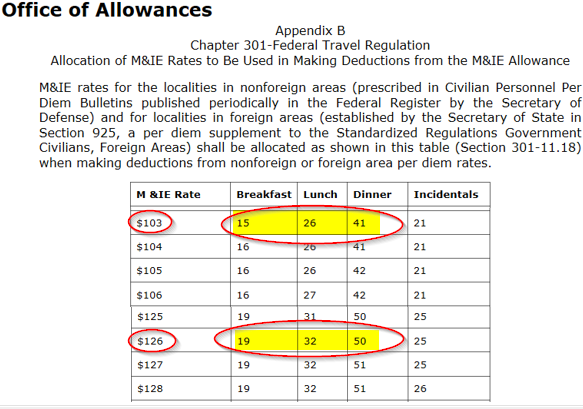 Office of Allowances
Appendix B
Chapter 301-Federal Travel Regulation
Allocation of M&IE Rates to Be Used in Making Deductions from the M&IE Allowance
M&IE rates for the localities in nonforeign areas (prescribed in Civilian Personnel Per
Diem Bulletins published periodically in the Federal Register by the Secretary of
Defense) and for localities in foreign areas (established by the Secretary of State in
Section 925, a per diem supplement to the Standardized Regulations Government
Civilians, Foreign Areas) shall be allocated as shown in this table (Section 301-11.18)
when making deductions from nonforeign or foreign area per diem rates.
M &IE Rate Breakfast Lunch Dinner Incidentals
$103 15 26 41 21
$104 16 26 41 21
$105 16 26 42 21
$106 16 27 42 21
$125 19 31 50 25
$126 19 32 50 25
$127 19 32 51 25
$128 19 32 51 26